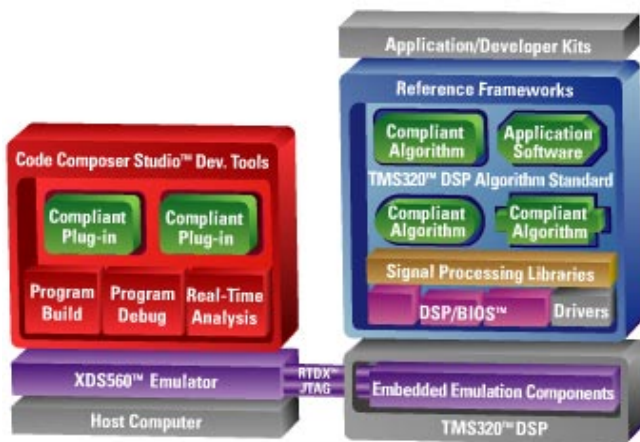 Application/Developer Kits
Reference Frameworks
Compliant
Algorithm
Application
Software
TMS320™ DSP Algorithm Standard
Compliant
Algorithm
Compliant
Algorithm
Signal Processing Libraries
DSP/BIOS™
Drivers
Embedded Emulation Components
TMS320™DSP
Code Composer Studio™ Dev. Tools
Compliant
Plug-in
Compliant
Plug-in
Program
Build
Program
Debug
Real-Time
Analysis
XDS560™ Emulator
RTDX™
JTAG
Host Computer